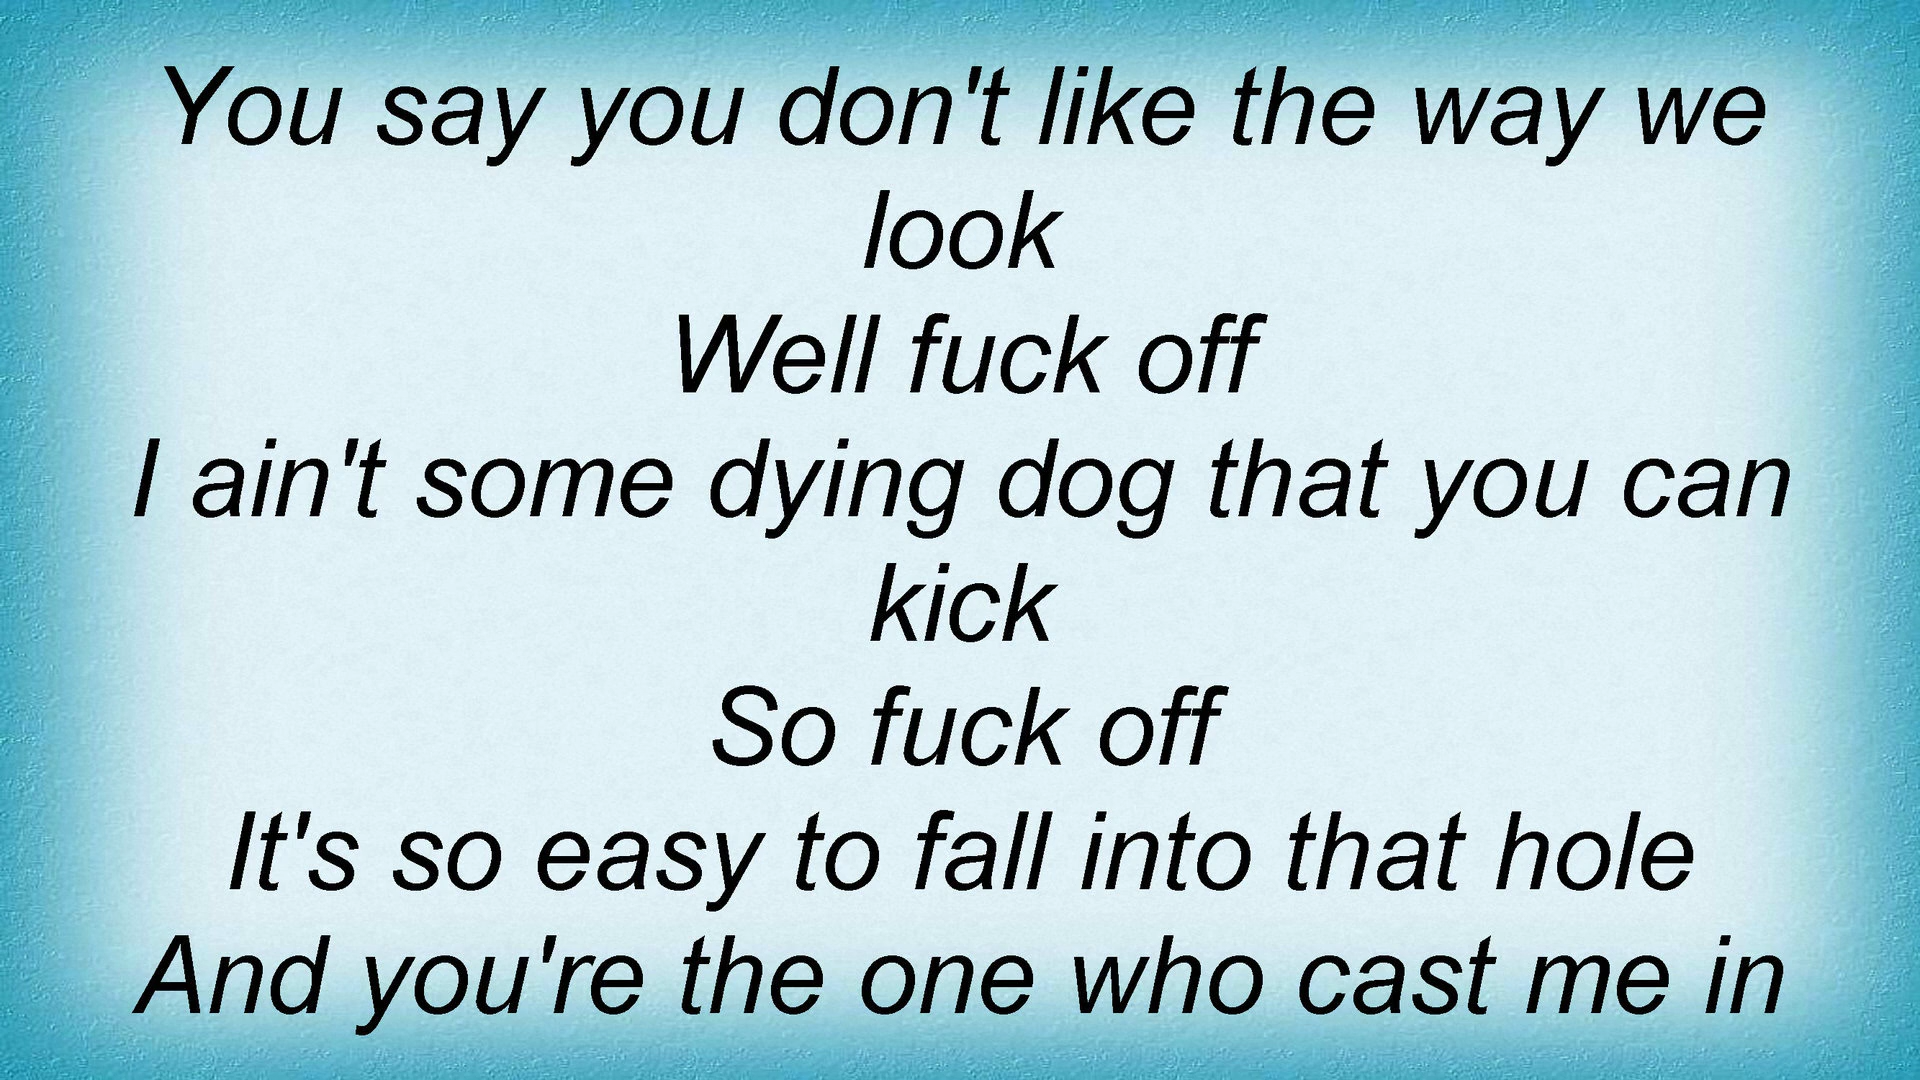 You say you don't like the way we
look
Well fuck off
I ain't some dying dog that you can
kick
So fuck off
It's so easy to fall into that hole
And you're the one who cast me in